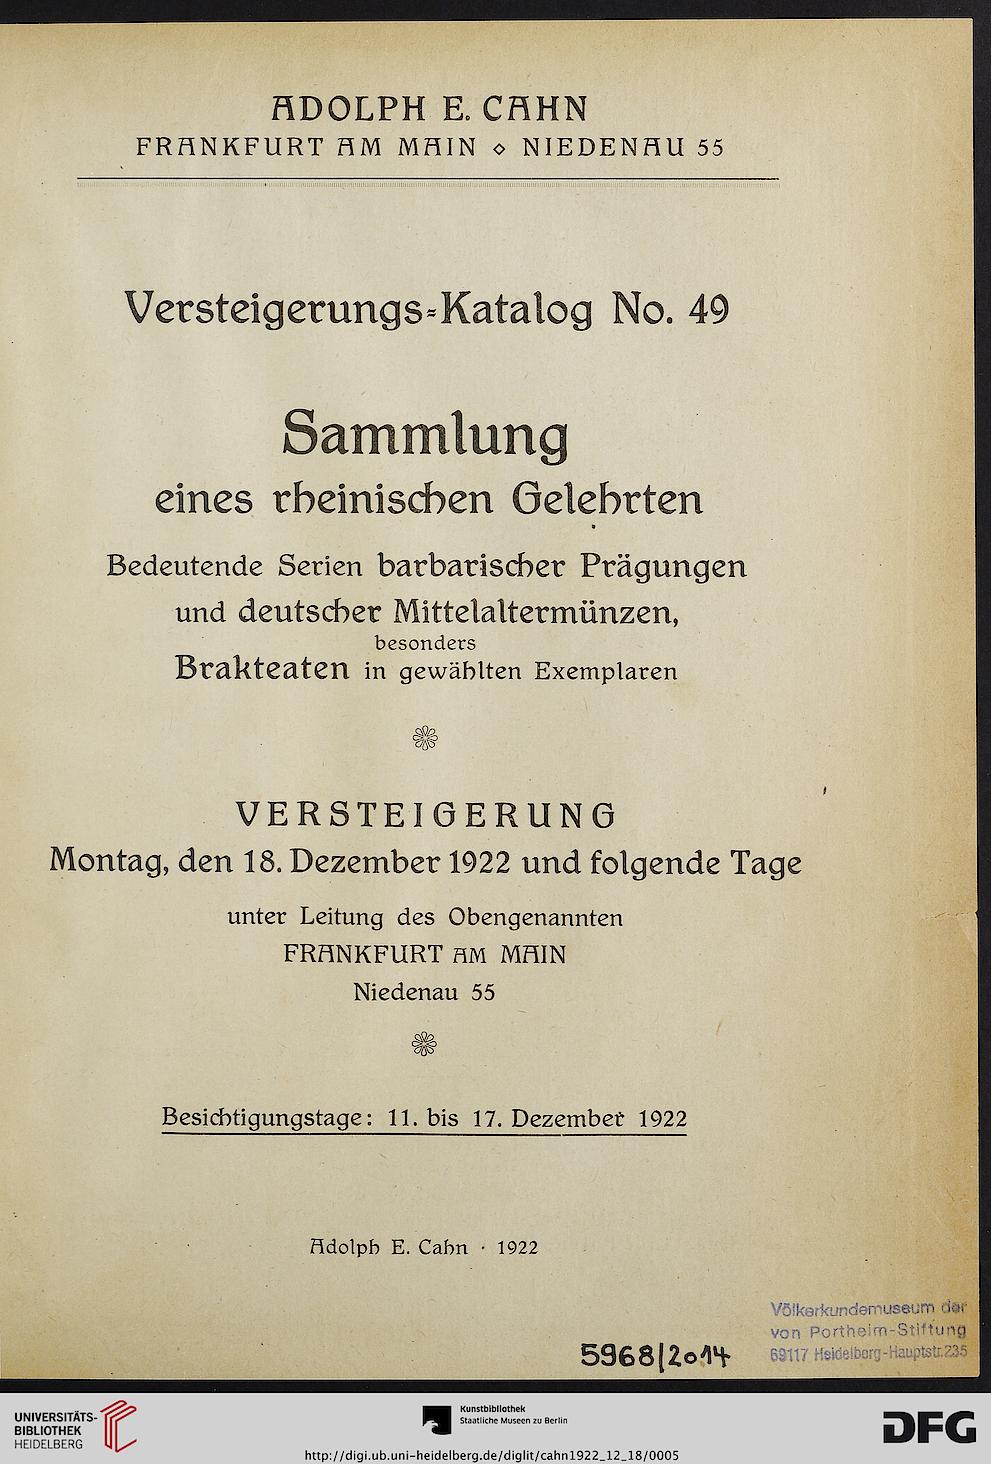 ADOLPH E. CAHN
FRANKFURT AM MAIN ⋄ NIEDENAU 55
Versteigerungs-Katalog No. 49
Sammlung
eines rheinischen Gelehrten
Bedeutende Serien barbarischer Prägungen
und deutscher Mittelaltermünzen,
besonders
Brakteaten in gewählten Exemplaren
VERSTEIGERUNG
Montag, den 18. Dezember 1922 und folgende Tage
unter Leitung des Obengenannten
FRANKFURT AM MAIN
Niedenau 55
Besichtigungstage: 11. bis 17. Dezember 1922
Adolph E. Cahn · 1922
Völkerkundemuseum der
von Portheim-Stiftung
69117 Heidelberg-Hauptstr.235
5968/2014
UNIVERSITÄTS-
BIBLIOTHEK
HEIDELBERG
Kunstbibliothek
Staatliche Museen zu Berlin
DFG
http://digi.ub.uni-heidelberg.de/diglit/cahn1922_12_18/0005